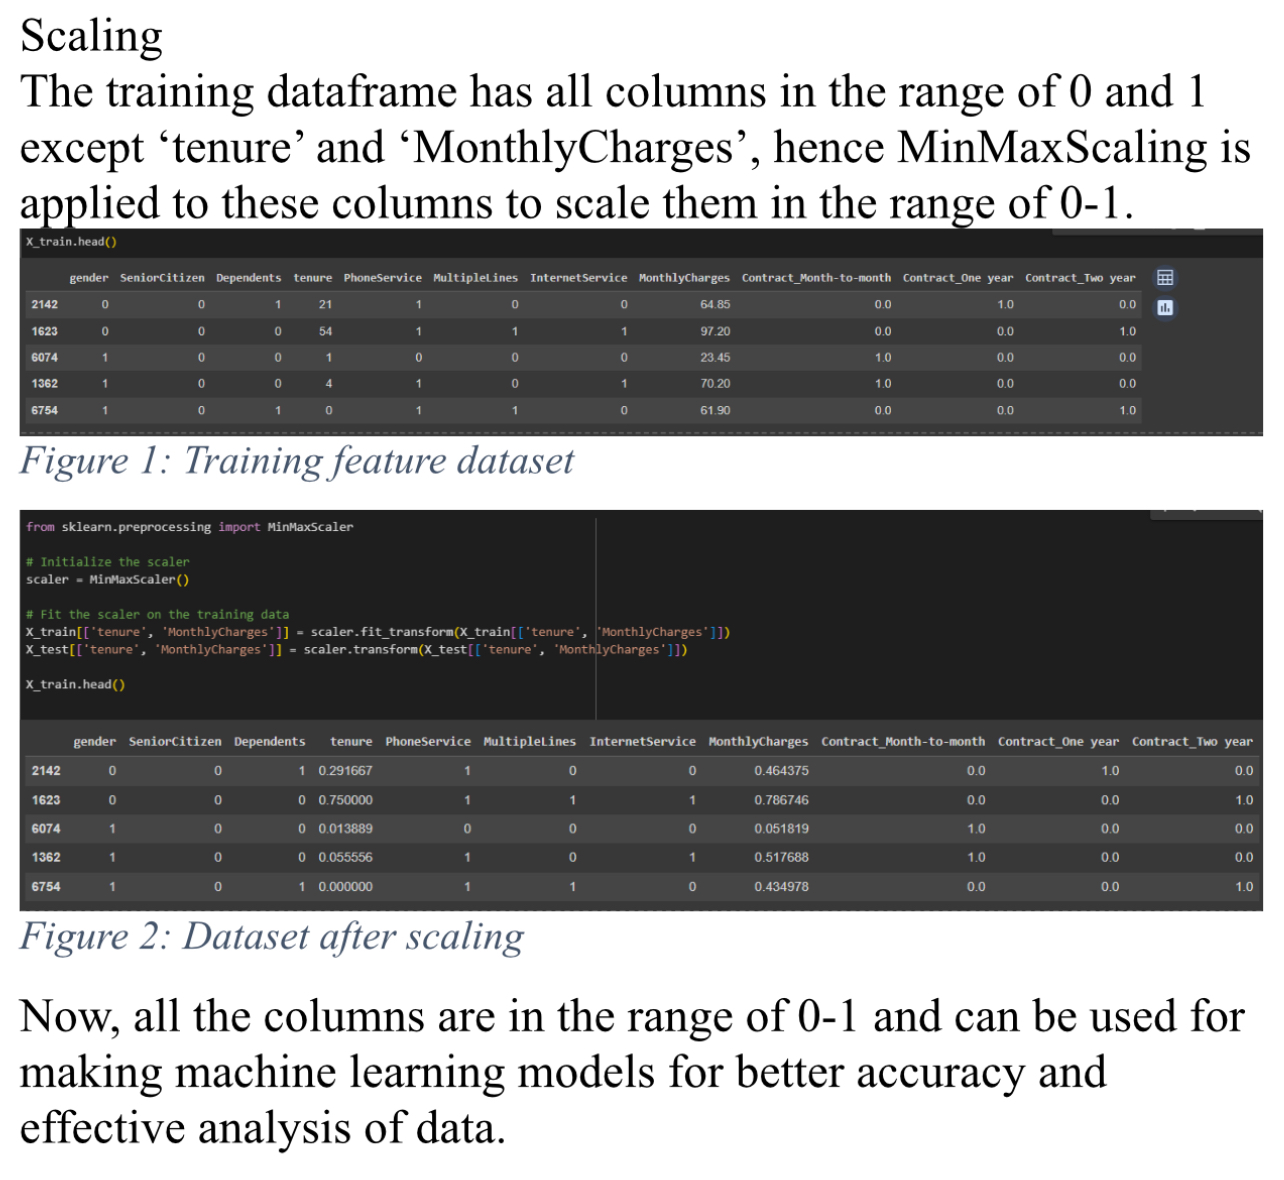 Scaling
The training dataframe has all columns in the range of 0 and 1
except ‘tenure’ and ‘MonthlyCharges’, hence MinMaxScaling is
applied to these columns to scale them in the range of 0-1.
X_train.head()
gender SeniorCitizen Dependents tenure PhoneService MultipleLines InternetService MonthlyCharges Contract_Month-to-month Contract_One year Contract_Two year
2142 0 0 1 21 1 0 0 64.85 0.0 1.0 0.0
1623 0 0 0 54 1 1 1 97.20 0.0 0.0 1.0
6074 1 0 0 1 0 0 0 23.45 1.0 0.0 0.0
1362 1 0 0 4 1 0 1 70.20 1.0 0.0 0.0
6754 1 0 1 0 1 1 0 61.90 0.0 0.0 1.0
Figure 1: Training feature dataset
from sklearn.preprocessing import MinMaxScaler
# Initialize the scaler
scaler = MinMaxScaler()
# Fit the scaler on the training data
X_train[['tenure', 'MonthlyCharges']] = scaler.fit_transform(X_train[['tenure', 'MonthlyCharges']])
X_test[['tenure', 'MonthlyCharges']] = scaler.transform(X_test[['tenure', 'MonthlyCharges']])
X_train.head()
gender SeniorCitizen Dependents tenure PhoneService MultipleLines InternetService MonthlyCharges Contract_Month-to-month Contract_One year Contract_Two year
2142 0 0 1 0.291667 1 0 0 0.464375 0.0 1.0 0.0
1623 0 0 0 0.750000 1 1 1 0.786746 0.0 0.0 1.0
6074 1 0 0 0.013889 0 0 0 0.051819 1.0 0.0 0.0
1362 1 0 0 0.055556 1 0 1 0.517688 1.0 0.0 0.0
6754 1 0 1 0.000000 1 1 0 0.434978 0.0 0.0 1.0
Figure 2: Dataset after scaling
Now, all the columns are in the range of 0-1 and can be used for
making machine learning models for better accuracy and
effective analysis of data.